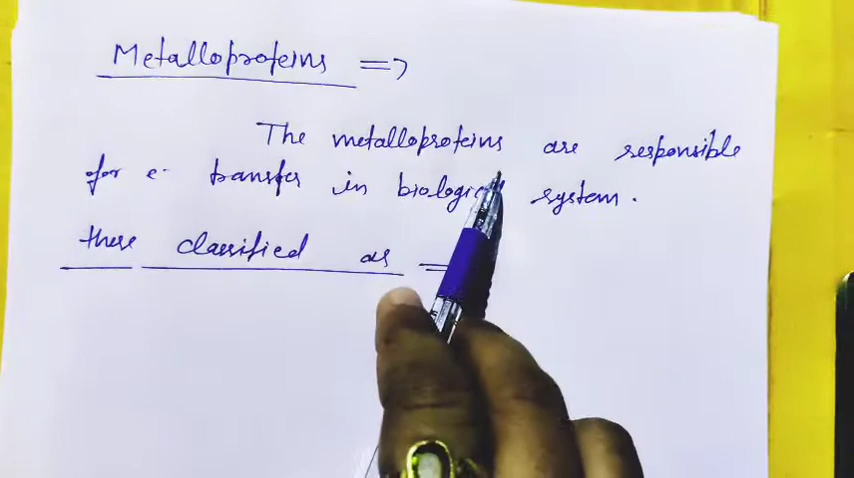 Metalloproteins =>
The metalloproteins are responsible
for e- transfer in biological system.
these classified as =